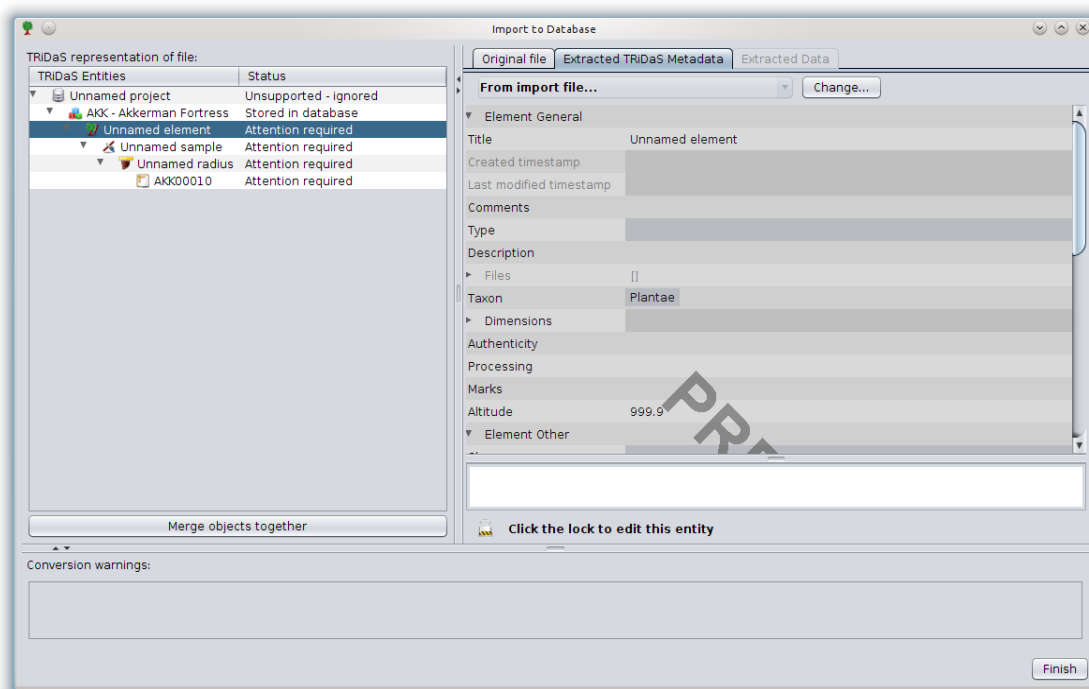 Import to Database
TRiDaS representation of file:
TRiDaS Entities Status
Unnamed project Unsupported - ignored
AKK - Akkerman Fortress Stored in database
Unnamed element Attention required
Unnamed sample Attention required
Unnamed radius Attention required
AKK00010 Attention required
Merge objects together
Original file Extracted TRiDaS Metadata Extracted Data
From import file... Change...
Element General
Title Unnamed element
Created timestamp
Last modified timestamp
Comments
Type
Description
Files []
Taxon Plantae
Dimensions
Authenticity
Processing
Marks
Altitude 999.9
Element Other
Click the lock to edit this entity
Conversion warnings:
Finish